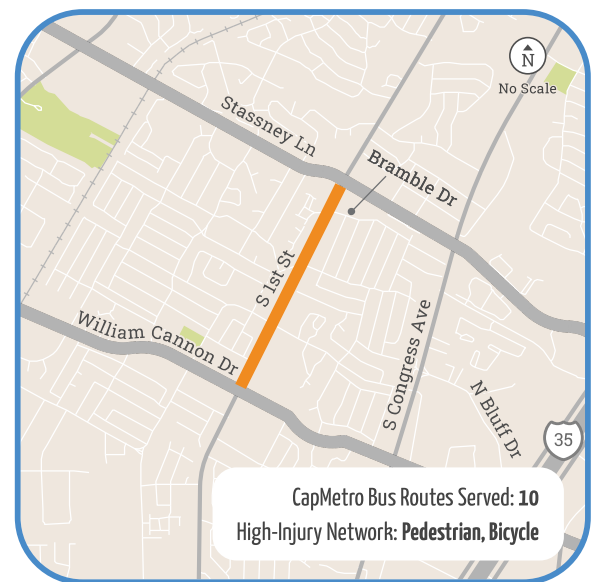 N
No Scale
Stassney Ln
Bramble Dr
S 1st St
William Cannon Dr
S Congress Ave
N Bluff Dr
35
CapMetro Bus Routes Served: 10
High-Injury Network: Pedestrian, Bicycle